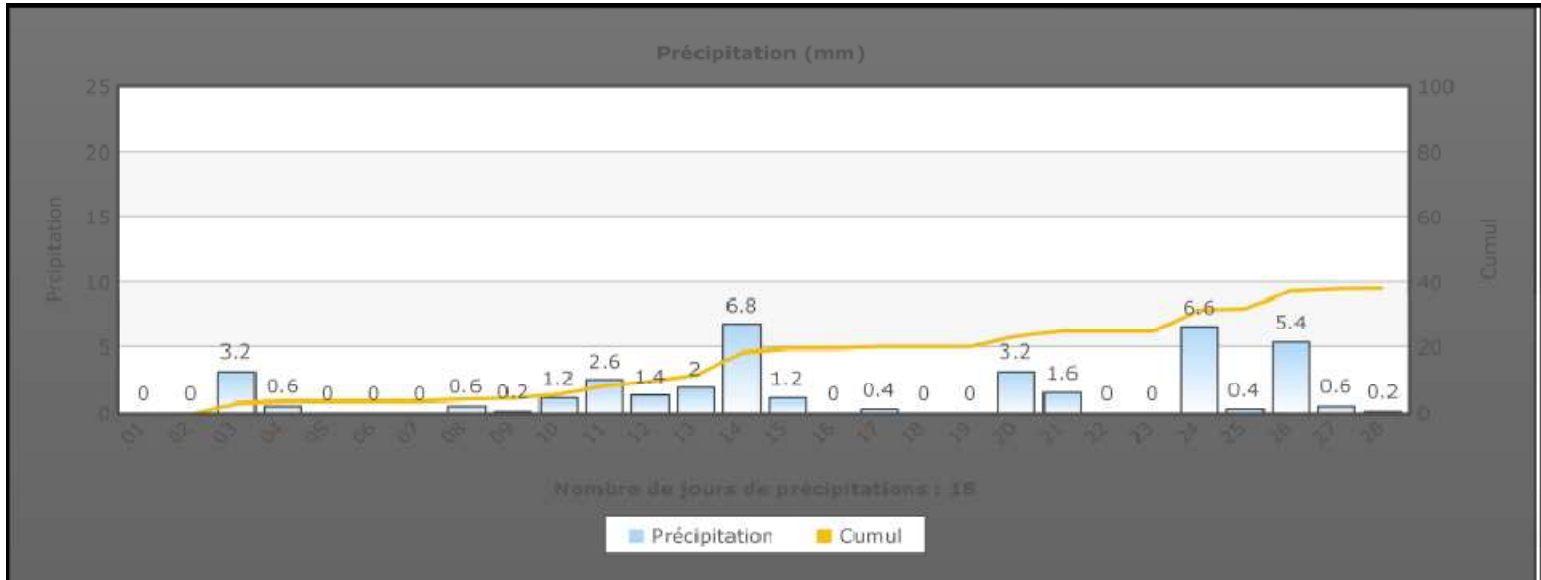 Précipitation (mm)
25 100
20 80
15 60
10 40
5 20
0 0
Prcipitation
Cumul
0 0 3.2 0.6 0 0 0 0.6 0.2 1.2 2.6 1.4 2 6.8 1.2 0 0.4 0 0 3.2 1.6 0 0 6.6 0.4 5.4 0.6 0.2
01 02 03 04 05 06 07 08 09 10 11 12 13 14 15 16 17 18 19 20 21 22 23 24 25 26 27 28
Nombre de jours de précipitations : 18
Précipitation Cumul